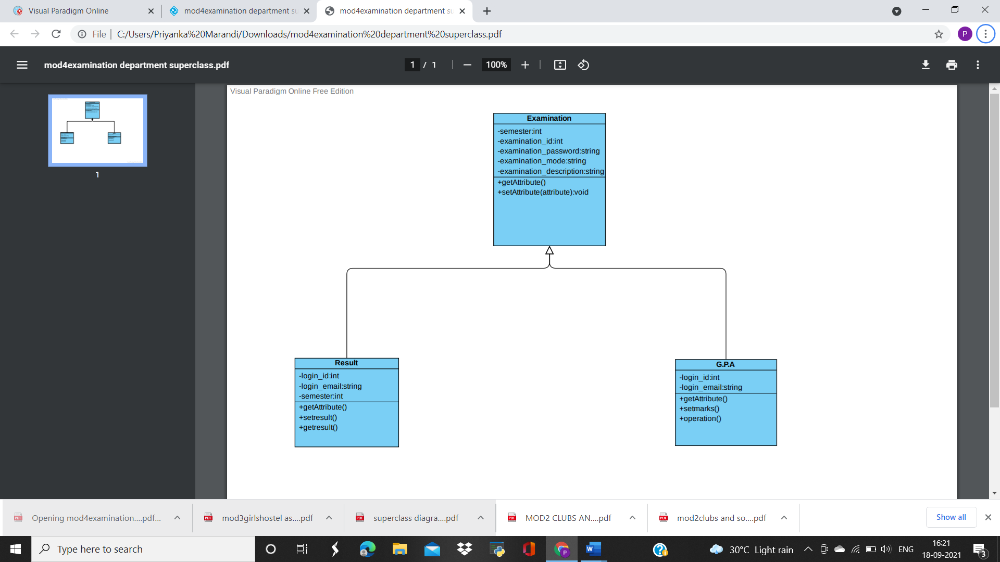 Visual Paradigm Online
mod4examination department su
mod4examination department su
File
C:/Users/Priyanka%20Marandi/Downloads/mod4examination%20department%20superclass.pdf
P
mod4examination department superclass.pdf
1 / 1
100%
1
Visual Paradigm Online Free Edition
Examination
-semester:int
-examination_id:int
-examination_password:string
-examination_mode:string
-examination_description:string
+getAttribute()
+setAttribute(attribute):void
Result
-login_id:int
-login_email:string
-semester:int
+getAttribute()
+setresult()
+getresult()
G.P.A
-login_id:int
-login_email:string
+getAttribute()
+setmarks()
+operation()
Opening mod4examination....pdf...
mod3girlshostel as....pdf
superclass diagra....pdf
MOD2 CLUBS AN....pdf
mod2clubs and so....pdf
Show all
Type here to search
30°C Light rain
ENG
16:21
18-09-2021
3